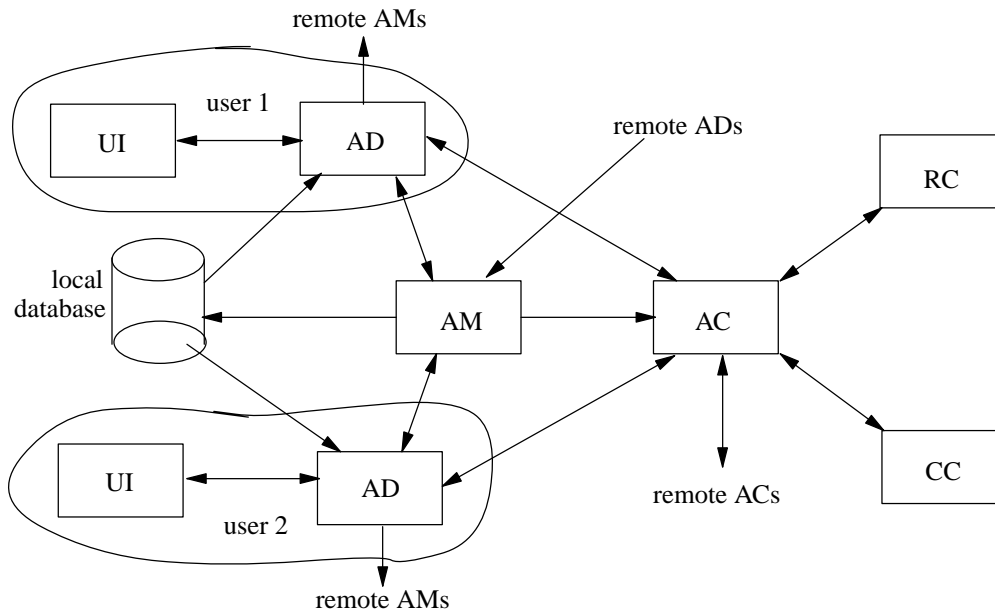 remote AMs
user 1
UI
AD
remote ADs
RC
local
database
AM
AC
UI
AD
user 2
remote ACs
CC
remote AMs